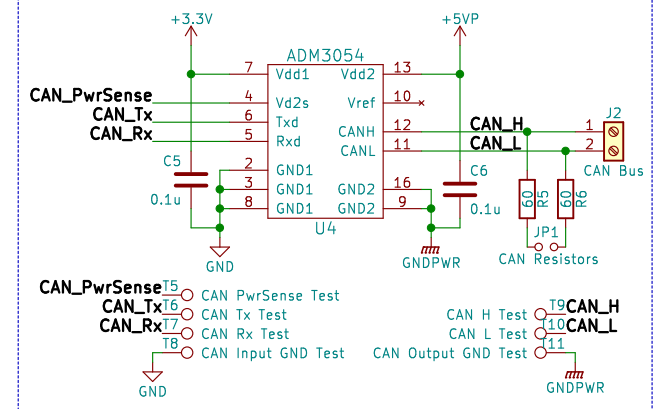 +3.3V +5VP
ADM3054
7 Vdd1 Vdd2 13
CAN_PwrSense 4 Vd2s Vref 10
CAN_Tx 6 Txd CANH 12 CAN_H 1 J2
CAN_Rx 5 Rxd CANL 11 CAN_L 2
CAN Bus
C5 2 GND1 C6
3 GND1 GND2 16
0.1u 8 GND1 GND2 9 0.1u 60 R5 60 R6
U4
JP1
GND GNDPWR CAN Resistors
CAN_PwrSense T5 CAN PwrSense Test
CAN_Tx T6 CAN Tx Test CAN H Test T9 CAN_H
CAN_Rx T7 CAN Rx Test CAN L Test T10 CAN_L
T8 CAN Input GND Test CAN Output GND Test T11
GND GNDPWR